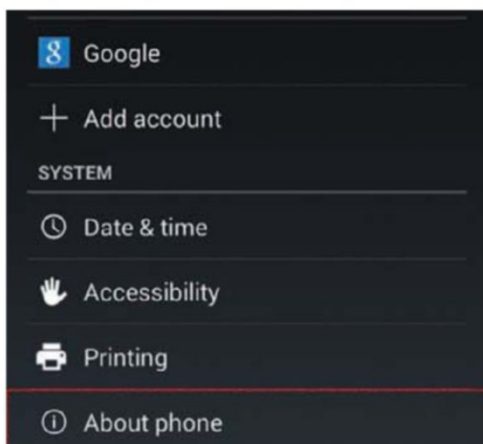 Google
Add account
SYSTEM
Date & time
Accessibility
Printing
About phone